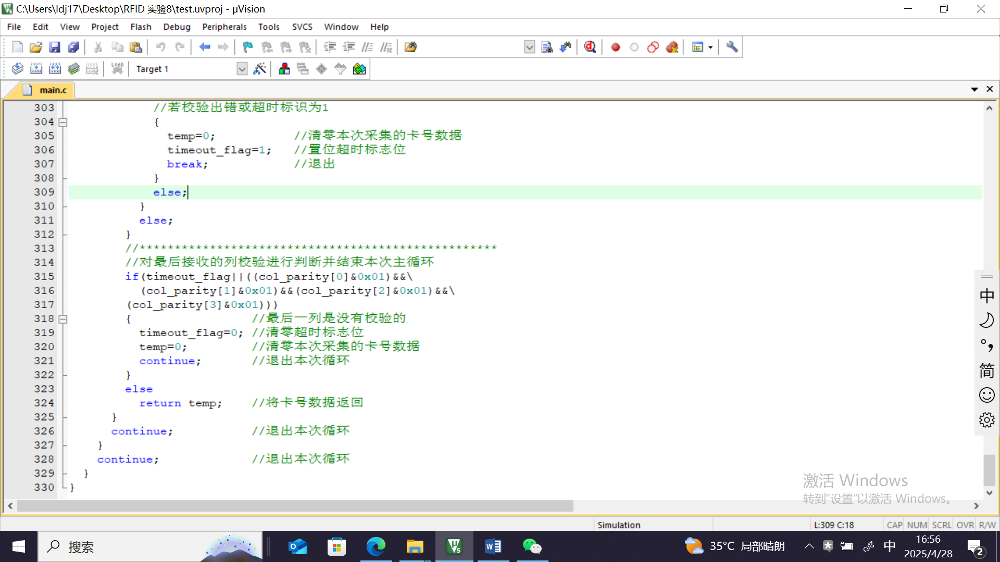 C:\Users\ldj17\Desktop\RFID 实验8\test.uvproj - µVision
File Edit View Project Flash Debug Peripherals Tools SVCS Window Help
LOAD
Target 1
main.c
303 //若校验出错或超时标识为1
304 {
305 temp=0; //清零本次采集的卡号数据
306 timeout_flag=1; //置位超时标志位
307 break; //退出
308 }
309 else;
310 }
311 else;
312 }
313 //***************************************************
314 //对最后接收的列校验进行判断并结束本次主循环
315 if(timeout_flag||((col_parity[0]&0x01)&&\
316 (col_parity[1]&0x01)&&(col_parity[2]&0x01)&&\
317 (col_parity[3]&0x01)))
318 { //最后一列是没有校验的
319 timeout_flag=0; //清零超时标志位
320 temp=0; //清零本次采集的卡号数据
321 continue; //退出本次循环
322 }
323 else
324 return temp; //将卡号数据返回
325 }
326 continue; //退出本次循环
327 }
328 continue; //退出本次循环
329 }
330 }
中
°,
简
激活 Windows
转到“设置”以激活 Windows。
Simulation L:309 C:18 CAP NUM SCRL OVR R/W
搜索
35°C 局部晴朗
中
16:56
2025/4/28
2